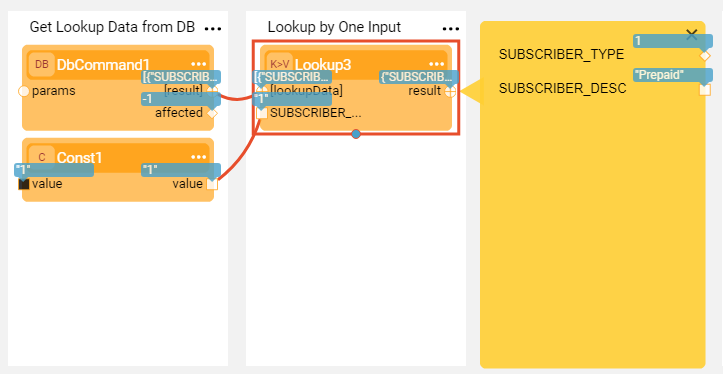 Get Lookup Data from DB ...
DB DbCommand1 ...
[{"SUBSCRIB...
params [result]
-1
affected
C Const1 ...
"1" "1"
value value
Lookup by One Input ...
K>V Lookup3 ...
[{"SUBSCRIB... {"SUBSCRIB...
[lookupData] result
"1"
SUBSCRIBER_...
1
SUBSCRIBER_TYPE
"Prepaid"
SUBSCRIBER_DESC